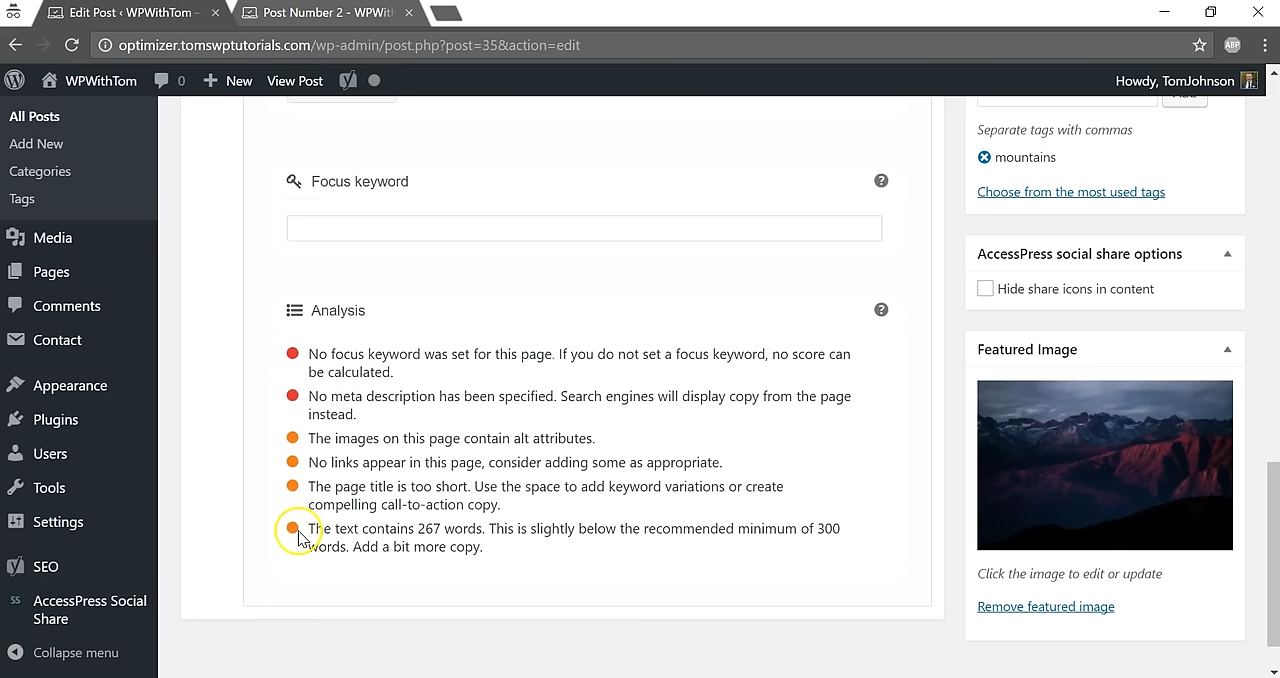 Edit Post ‹ WPWithTom –
Post Number 2 - WPWit
optimizer.tomswptutorials.com/wp-admin/post.php?post=35&action=edit
ABP
WPWithTom
0
New
View Post
Howdy, TomJohnson
All Posts
Add New
Categories
Tags
Media
Pages
Comments
Contact
Appearance
Plugins
Users
Tools
Settings
SEO
SS AccessPress Social
Share
Collapse menu
Focus keyword
?
Analysis
?
No focus keyword was set for this page. If you do not set a focus keyword, no score can
be calculated.
No meta description has been specified. Search engines will display copy from the page
instead.
The images on this page contain alt attributes.
No links appear in this page, consider adding some as appropriate.
The page title is too short. Use the space to add keyword variations or create
compelling call-to-action copy.
The text contains 267 words. This is slightly below the recommended minimum of 300
words. Add a bit more copy.
Separate tags with commas
mountains
Choose from the most used tags
AccessPress social share options
Hide share icons in content
Featured Image
Click the image to edit or update
Remove featured image